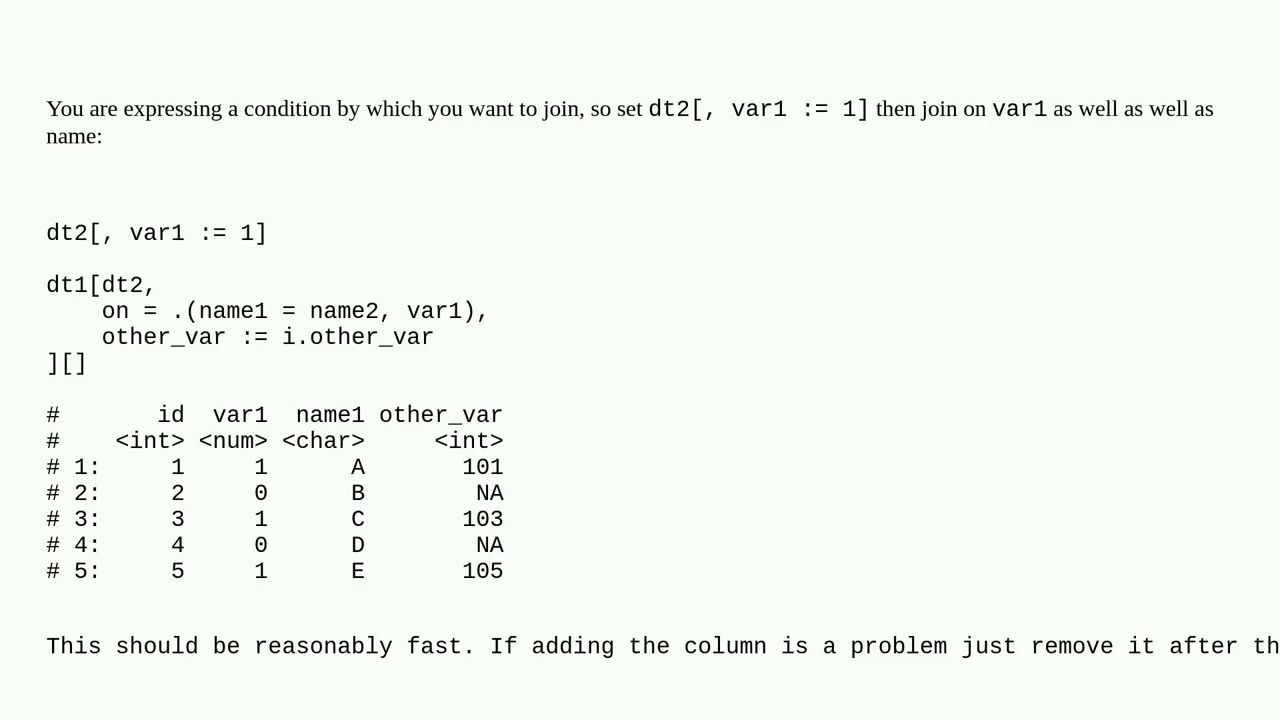 You are expressing a condition by which you want to join, so set dt2[, var1 := 1] then join on var1 as well as well as
name:
dt2[, var1 := 1]
dt1[dt2,
    on = .(name1 = name2, var1),
    other_var := i.other_var
][]
#       id  var1  name1 other_var
#    <int> <num> <char>     <int>
# 1:     1     1      A       101
# 2:     2     0      B        NA
# 3:     3     1      C       103
# 4:     4     0      D        NA
# 5:     5     1      E       105
This should be reasonably fast. If adding the column is a problem just remove it after